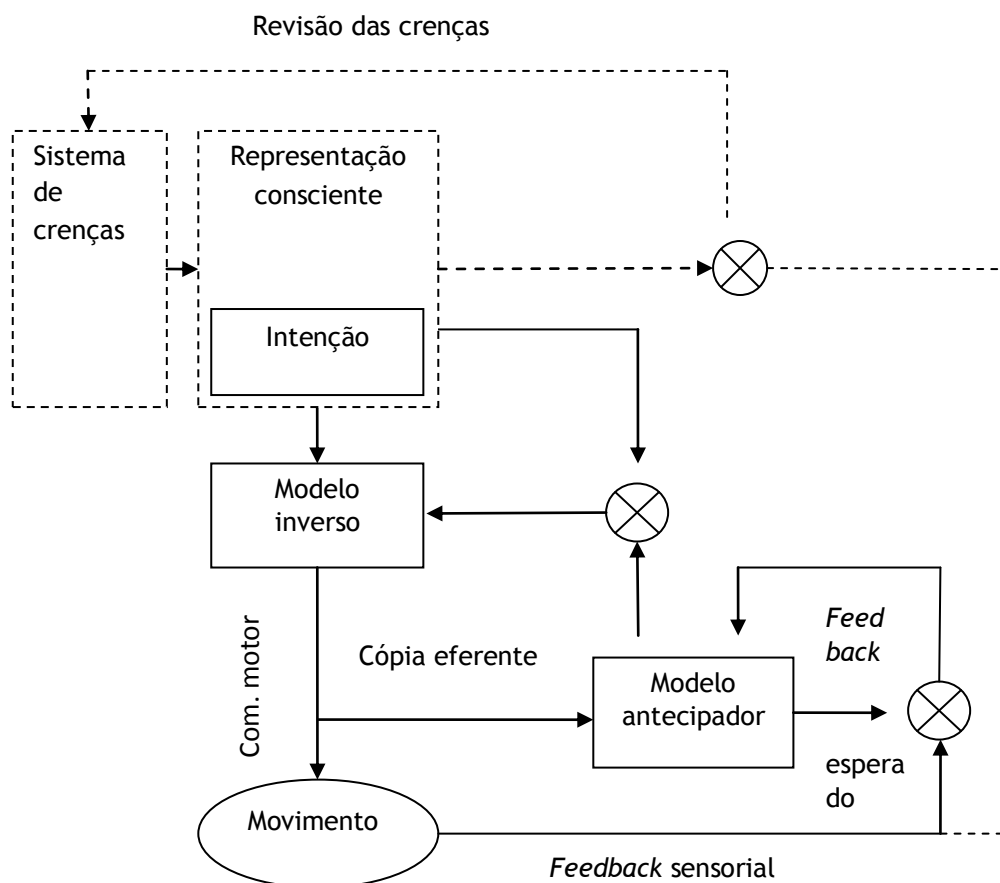 Revisão das crenças
Sistema
de
crenças
Representação
consciente
Intenção
Modelo
inverso
Com. motor
Cópia eferente
Feed
back
Modelo
antecipador
espera
do
Movimento
Feedback sensorial